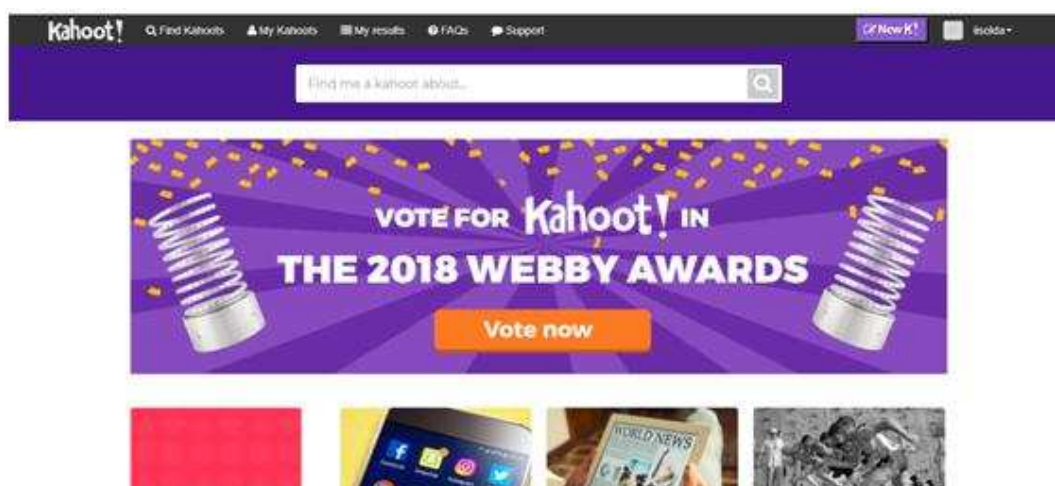 Kahoot! Find Kahoots My Kahoots My results FAQs Support New K! isolda
Find me a kahoot about...
VOTE FOR Kahoot! IN
THE 2018 WEBBY AWARDS
Vote now
WORLD NEWS